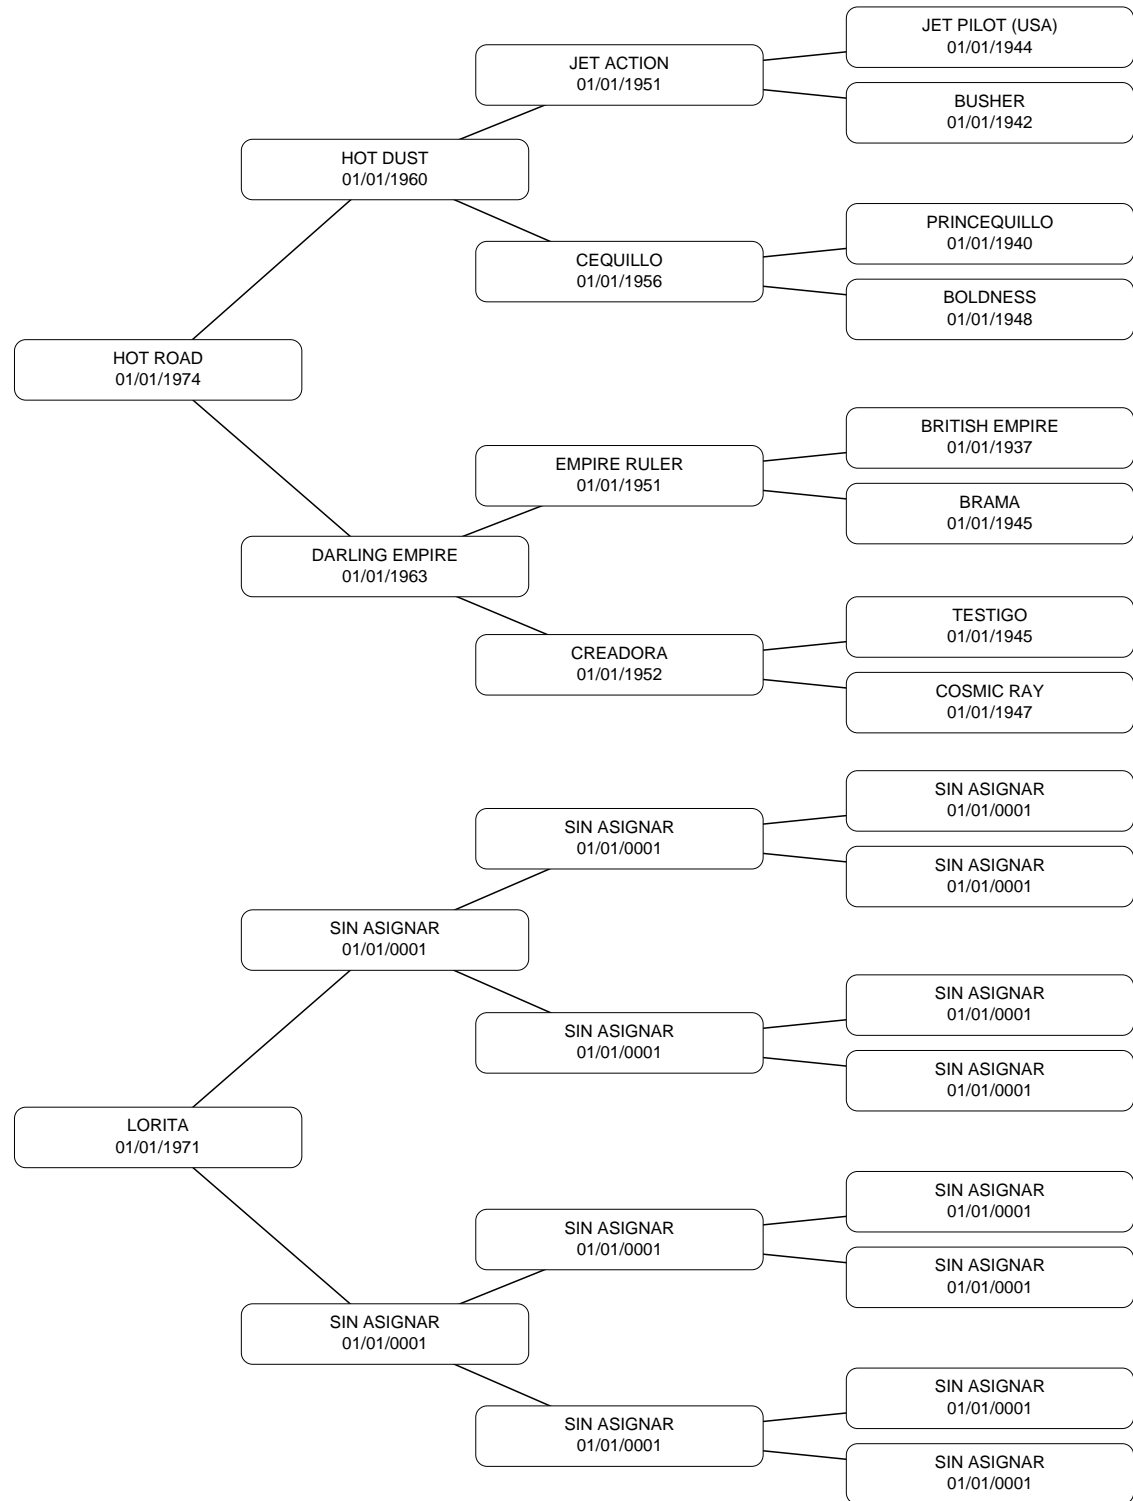 JET PILOT (USA)
01/01/1944
JET ACTION
01/01/1951
BUSHER
01/01/1942
HOT DUST
01/01/1960
PRINCEQUILLO
01/01/1940
CEQUILLO
01/01/1956
BOLDNESS
01/01/1948
HOT ROAD
01/01/1974
BRITISH EMPIRE
01/01/1937
EMPIRE RULER
01/01/1951
BRAMA
01/01/1945
DARLING EMPIRE
01/01/1963
TESTIGO
01/01/1945
CREADORA
01/01/1952
COSMIC RAY
01/01/1947
SIN ASIGNAR
01/01/0001
SIN ASIGNAR
01/01/0001
SIN ASIGNAR
01/01/0001
SIN ASIGNAR
01/01/0001
SIN ASIGNAR
01/01/0001
SIN ASIGNAR
01/01/0001
SIN ASIGNAR
01/01/0001
LORITA
01/01/1971
SIN ASIGNAR
01/01/0001
SIN ASIGNAR
01/01/0001
SIN ASIGNAR
01/01/0001
SIN ASIGNAR
01/01/0001
SIN ASIGNAR
01/01/0001
SIN ASIGNAR
01/01/0001
SIN ASIGNAR
01/01/0001